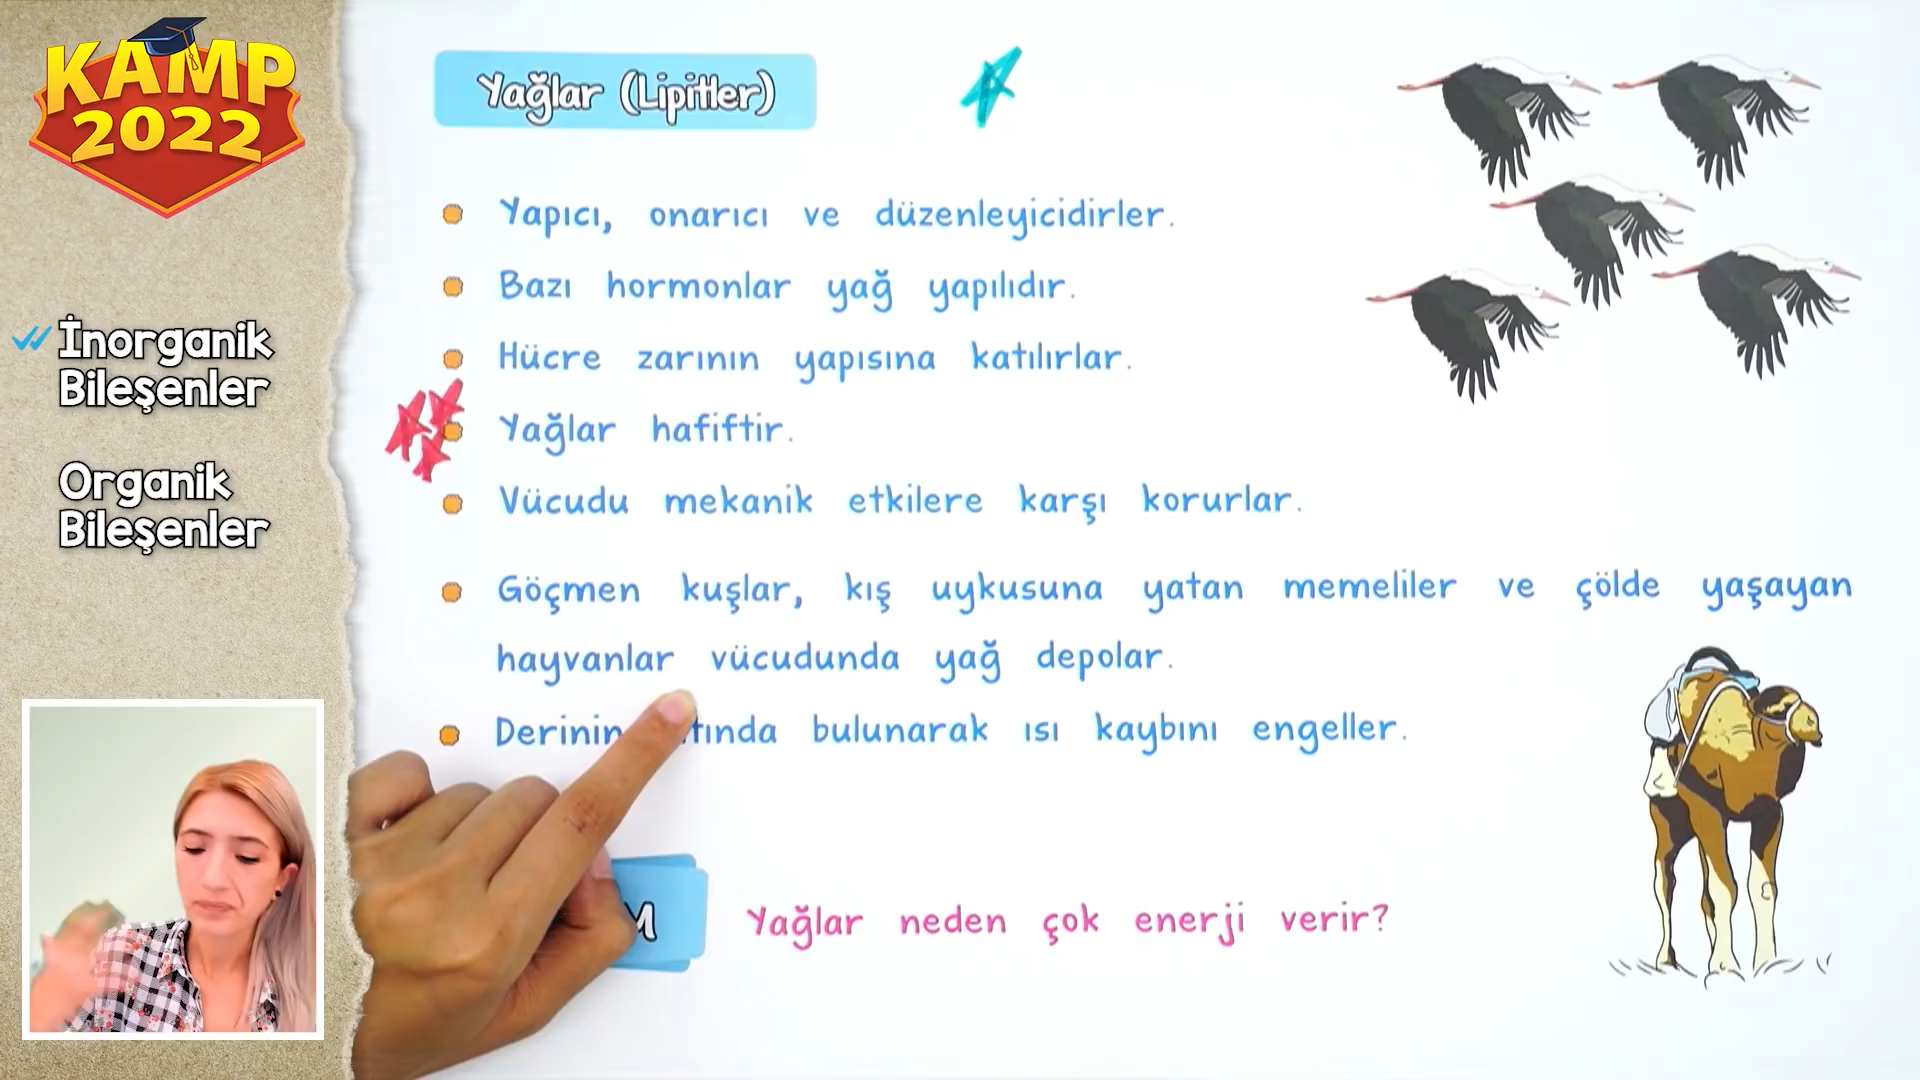 KAMP
2022
İnorganik
Bileşenler
Organik
Bileşenler
Yağlar (Lipitler)
Yapıcı, onarıcı ve düzenleyicidirler.
Bazı hormonlar yağ yapılıdır.
Hücre zarının yapısına katılırlar.
Yağlar hafiftir.
Vücudu mekanik etkilere karşı korurlar.
Göçmen kuşlar, kış uykusuna yatan memeliler ve çölde yaşayan
hayvanlar vücudunda yağ depolar.
Derinin bulunarak ısı kaybını engeller.
Yağlar neden çok enerji verir?